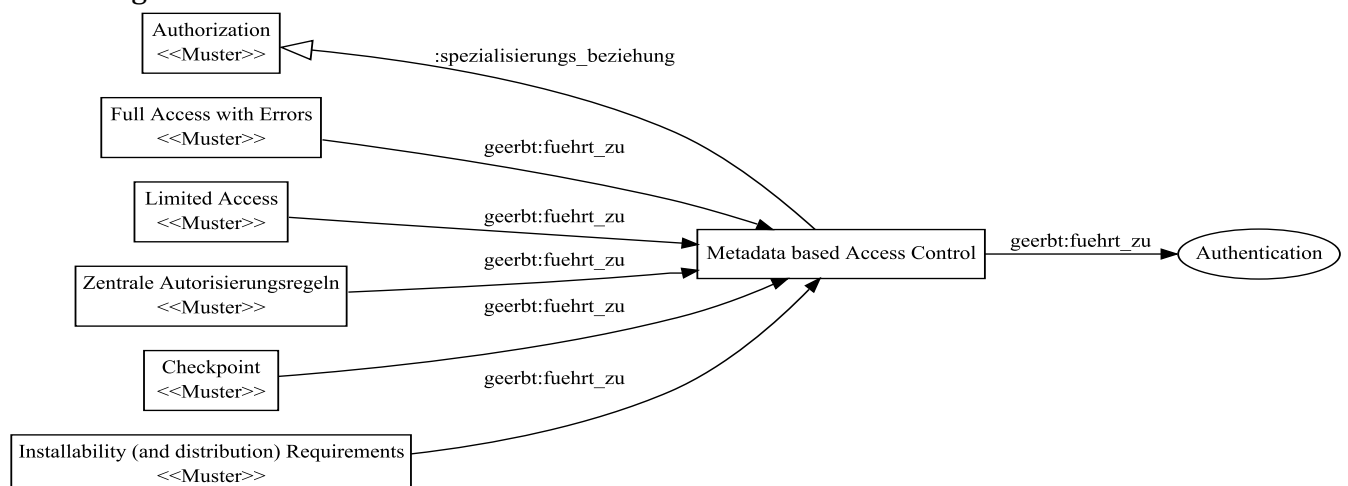 Authorization
<<Muster>>
:spezialisierungs_beziehung
Full Access with Errors
<<Muster>>
geerbt:fuehrt_zu
Limited Access
<<Muster>>
geerbt:fuehrt_zu
Zentrale Autorisierungsregeln
<<Muster>>
geerbt:fuehrt_zu
Metadata based Access Control
geerbt:fuehrt_zu
Authentication
Checkpoint
<<Muster>>
geerbt:fuehrt_zu
Installability (and distribution) Requirements
<<Muster>>
geerbt:fuehrt_zu